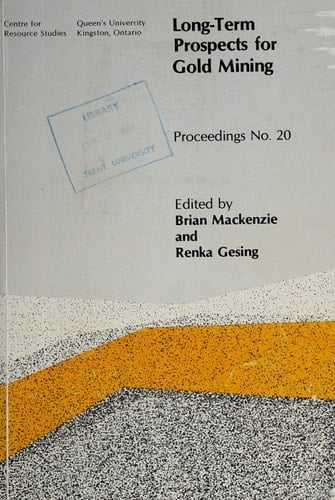 Centre for
Resource Studies
Queen's University
Kingston, Ontario
Long-Term
Prospects for
Gold Mining
LIBRARY
TRENT UNIVERSITY
Proceedings No. 20
Edited by
Brian Mackenzie
and
Renka Gesing